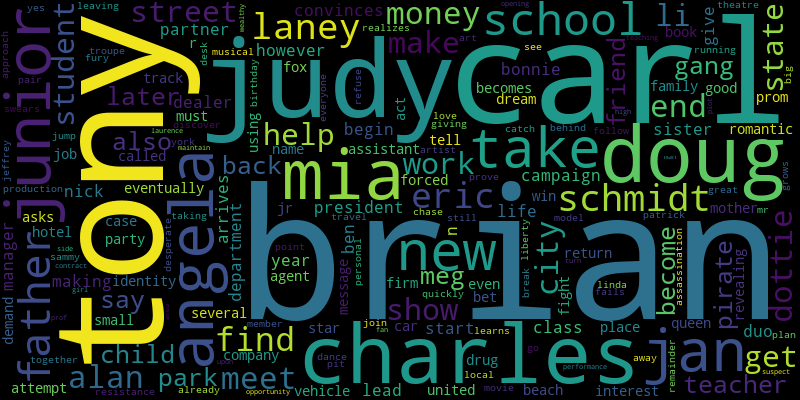 tony
brian
judy
carl
doug
charles
mia
jan
angela
junior
father
laney
school
money
street
student
later
also
help
back
work
take
eric
schmidt
new
city
show
meg
find
child
alan
park
meet
say
end
gang
state
make
li
dottie
pirate
become
get
teacher
friend
leaving
convinces
partner
r
however
track
dealer
fox
must
act
begin
using
birthday
tell
assistant
name
called
job
nick
eventually
asks
hotel
case
party
manager
demand
making
identity
sammy
small
several
department
arrives
president
forced
campaign
life
win
ben
n
jr
year
agent
firm
even
bet
message
personal
travel
chase
still
model
break
liberty
fight
return
patrick
mother
mr
great
linda
fails
assassination
revealing
queen
duo
plan
place
class
start
car
star
company
member
desperate
taking
york
laurence
maintain
discover
swears
jeffrey
approach
yes
troupe
fury
pair
jump
production
together
side
contract
girl
prof
attempt
resistance
already
vehicle
lead
united
beach
interest
movie
local
drug
dance
pit
join
fan
learns
quickly
point
opportunity
performance
go
away
suspect
remainder
grows
romantic
prom
sister
family
good
book
give
bonnie
becomes
dream
see
art
love
giving
artist
catch
behind
prove
follow
high
running
theatre
opening
big
everyone
refuse
musical
desk
realizes
wealthy